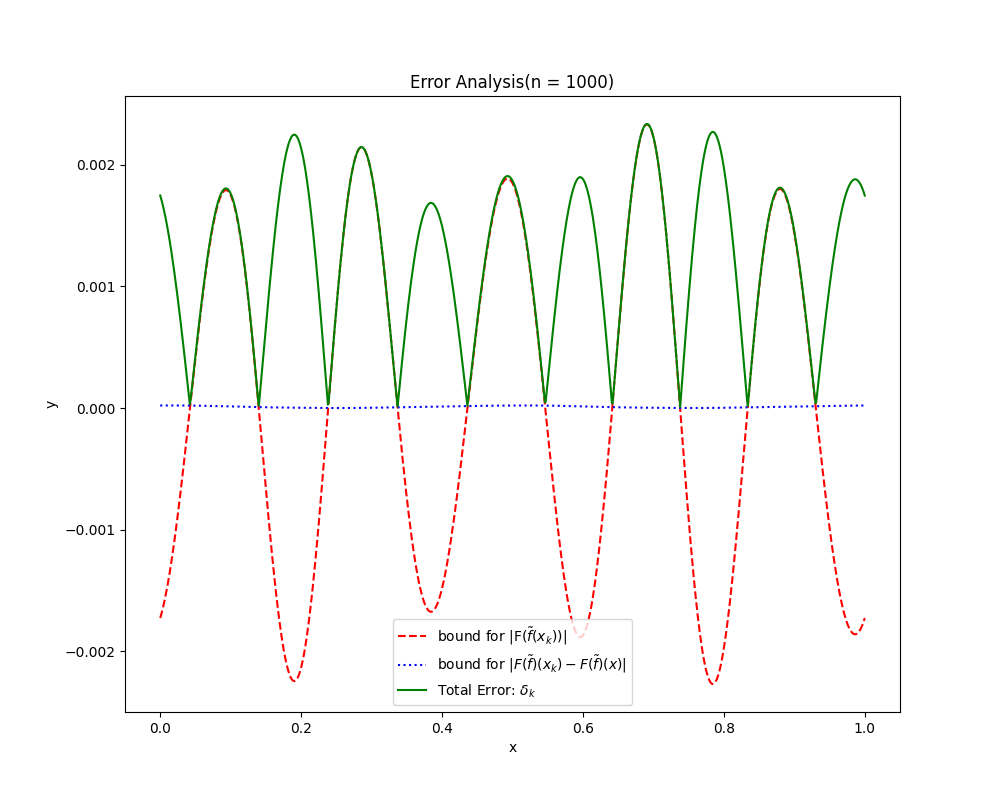 Error Analysis(n = 1000)
y
0.002
0.001
0.000
−0.001
−0.002
bound for |F(f̃(x_k))|
bound for |F(f̃)(x_k) − F(f̃)(x)|
Total Error: δ_k
0.0 0.2 0.4 0.6 0.8 1.0
x